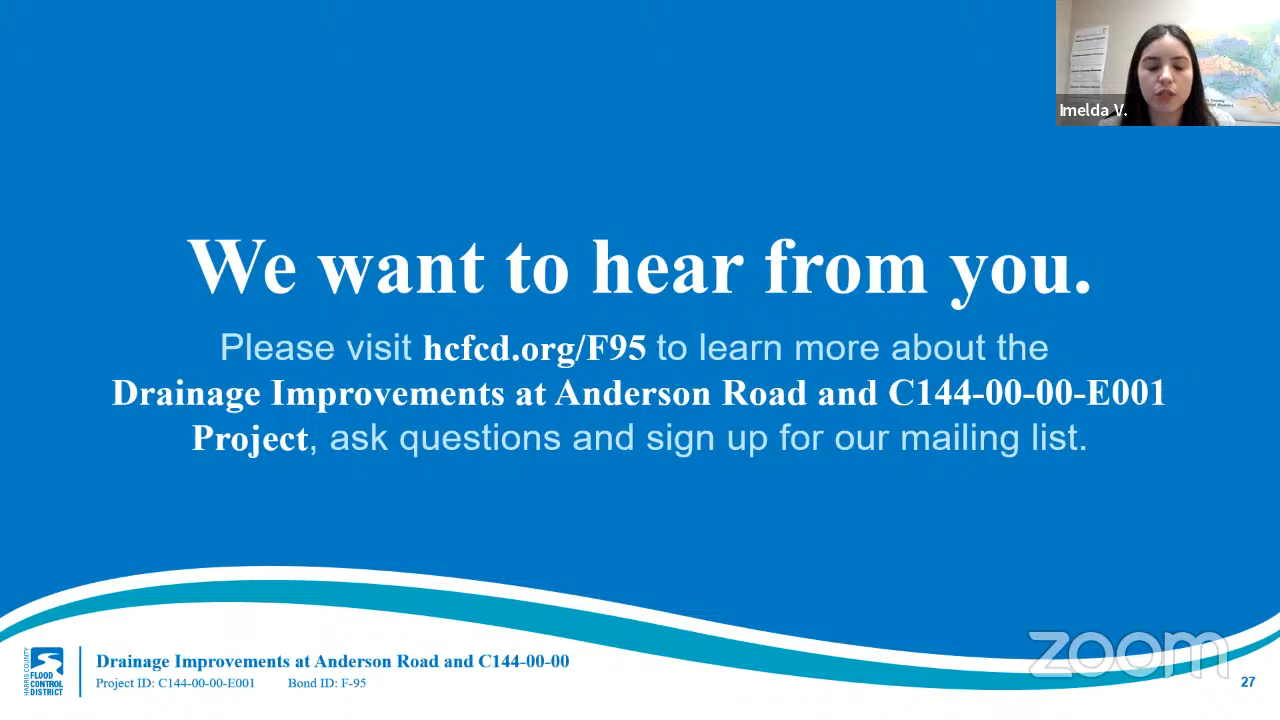 Imelda V.
We want to hear from you.
Please visit hcfcd.org/F95 to learn more about the
Drainage Improvements at Anderson Road and C144-00-00-E001
Project, ask questions and sign up for our mailing list.
HARRIS COUNTY
FLOOD
CONTROL
DISTRICT
Drainage Improvements at Anderson Road and C144-00-00
Project ID: C144-00-00-E001 Bond ID: F-95
zoom
27